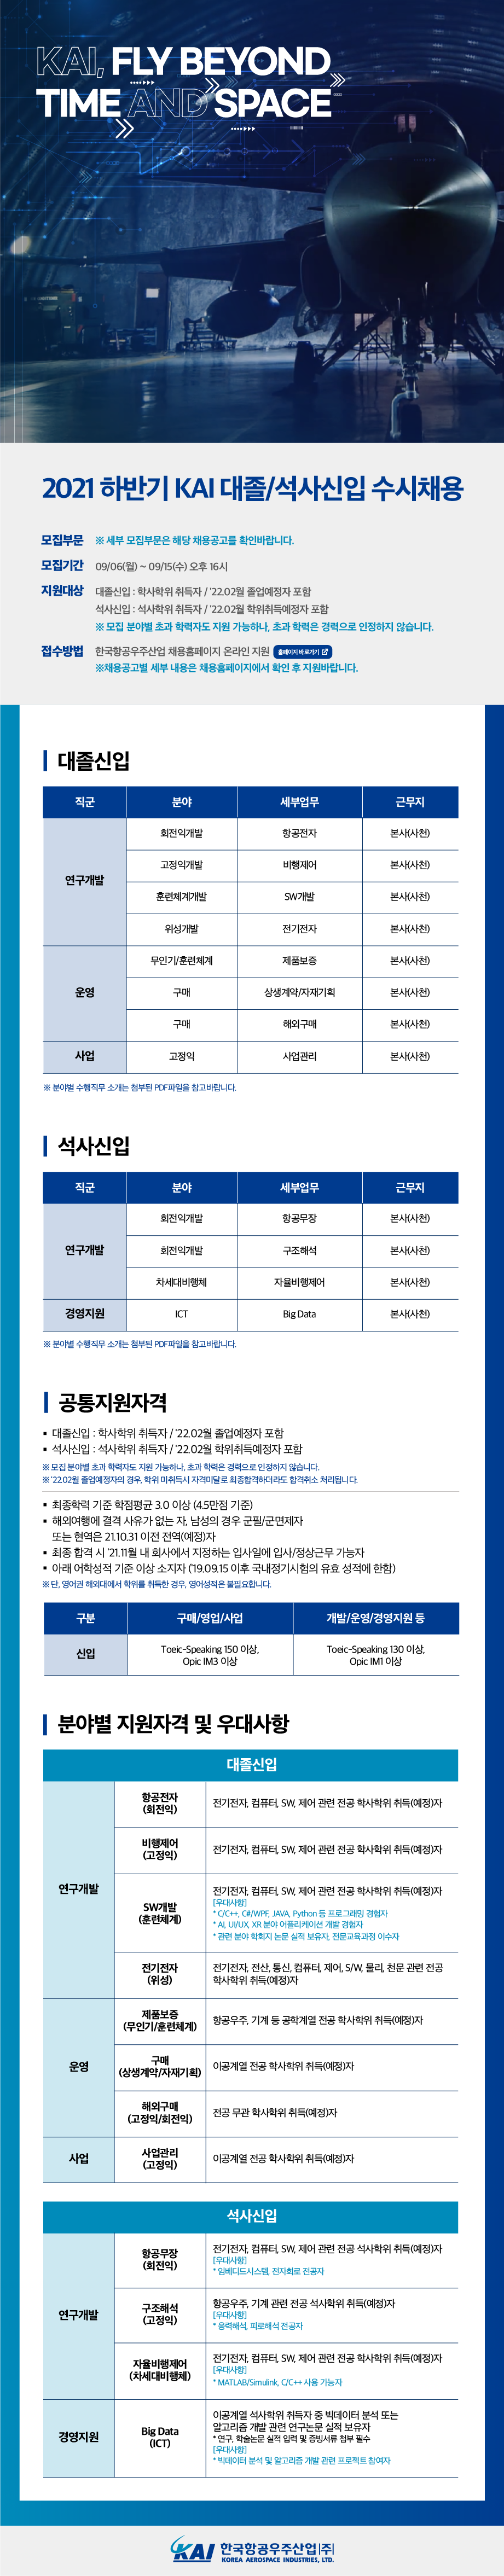 KAI, FLY BEYOND
TIME AND SPACE
2021 하반기 KAI 대졸/석사신입 수시채용
모집부문 ※ 세부 모집부문은 해당 채용공고를 확인바랍니다.
모집기간 09/06(월) ~ 09/15(수) 오후 16시
지원대상 대졸신입 : 학사학위 취득자 / '22.02월 졸업예정자 포함
석사신입 : 석사학위 취득자 / '22.02월 학위취득예정자 포함
※ 모집 분야별 초과 학력자도 지원 가능하나, 초과 학력은 경력으로 인정하지 않습니다.
접수방법 한국항공우주산업 채용홈페이지 온라인 지원 홈페이지 바로가기
※채용공고별 세부 내용은 채용홈페이지에서 확인 후 지원바랍니다.
대졸신입
직군 분야 세부업무 근무지
연구개발 회전익개발 항공전자 본사(사천)
고정익개발 비행제어 본사(사천)
훈련체계개발 SW개발 본사(사천)
위성개발 전기전자 본사(사천)
운영 무인기/훈련체계 제품보증 본사(사천)
구매 상생계약/자재기획 본사(사천)
구매 해외구매 본사(사천)
사업 고정익 사업관리 본사(사천)
※ 분야별 수행직무 소개는 첨부된 PDF파일을 참고바랍니다.
석사신입
직군 분야 세부업무 근무지
연구개발 회전익개발 항공무장 본사(사천)
회전익개발 구조해석 본사(사천)
차세대비행체 자율비행제어 본사(사천)
경영지원 ICT Big Data 본사(사천)
※ 분야별 수행직무 소개는 첨부된 PDF파일을 참고바랍니다.
공통지원자격
▪ 대졸신입 : 학사학위 취득자 / '22.02월 졸업예정자 포함
▪ 석사신입 : 석사학위 취득자 / '22.02월 학위취득예정자 포함
※ 모집 분야별 초과 학력자도 지원 가능하나, 초과 학력은 경력으로 인정하지 않습니다.
※ '22.02월 졸업예정자의 경우, 학위 미취득시 자격미달로 최종합격하더라도 합격취소 처리됩니다.
▪ 최종학력 기준 학점평균 3.0 이상 (4.5만점 기준)
▪ 해외여행에 결격 사유가 없는 자, 남성의 경우 군필/군면제자
또는 현역은 21.10.31 이전 전역(예정)자
▪ 최종 합격 시 '21.11월 내 회사에서 지정하는 입사일에 입사/정상근무 가능자
▪ 아래 어학성적 기준 이상 소지자 ('19.09.15 이후 국내정기시험의 유효 성적에 한함)
※ 단, 영어권 해외대에서 학위를 취득한 경우, 영어성적은 불필요합니다.
구분 구매/영업/사업 개발/운영/경영지원 등
신입 Toeic-Speaking 150 이상, Toeic-Speaking 130 이상,
Opic IM3 이상 Opic IM1 이상
분야별 지원자격 및 우대사항
대졸신입
연구개발
항공전자
(회전익)
전기전자, 컴퓨터, SW, 제어 관련 전공 학사학위 취득(예정)자
비행제어
(고정익)
전기전자, 컴퓨터, SW, 제어 관련 전공 학사학위 취득(예정)자
SW개발
(훈련체계)
전기전자, 컴퓨터, SW, 제어 관련 전공 학사학위 취득(예정)자
[우대사항]
* C/C++, C#/WPF, JAVA, Python 등 프로그래밍 경험자
* AI, UI/UX, XR 분야 어플리케이션 개발 경험자
* 관련 분야 학회지 논문 실적 보유자, 전문교육과정 이수자
전기전자
(위성)
전기전자, 전산, 통신, 컴퓨터, 제어, S/W, 물리, 천문 관련 전공
학사학위 취득(예정)자
운영
제품보증
(무인기/훈련체계)
항공우주, 기계 등 공학계열 전공 학사학위 취득(예정)자
구매
(상생계약/자재기획)
이공계열 전공 학사학위 취득(예정)자
해외구매
(고정익/회전익)
전공 무관 학사학위 취득(예정)자
사업
사업관리
(고정익)
이공계열 전공 학사학위 취득(예정)자
석사신입
연구개발
항공무장
(회전익)
전기전자, 컴퓨터, SW, 제어 관련 전공 석사학위 취득(예정)자
[우대사항]
* 임베디드시스템, 전자회로 전공자
구조해석
(고정익)
항공우주, 기계 관련 전공 석사학위 취득(예정)자
[우대사항]
* 응력해석, 피로해석 전공자
자율비행제어
(차세대비행체)
전기전자, 컴퓨터, SW, 제어 관련 전공 학사학위 취득(예정)자
[우대사항]
* MATLAB/Simulink, C/C++ 사용 가능자
경영지원
Big Data
(ICT)
이공계열 석사학위 취득자 중 빅데이터 분석 또는
알고리즘 개발 관련 연구논문 실적 보유자
* 연구, 학술논문 실적 입력 및 증빙서류 첨부 필수
[우대사항]
* 빅데이터 분석 및 알고리즘 개발 관련 프로젝트 참여자
KAI 한국항공우주산업(주)
KOREA AEROSPACE INDUSTRIES, LTD.